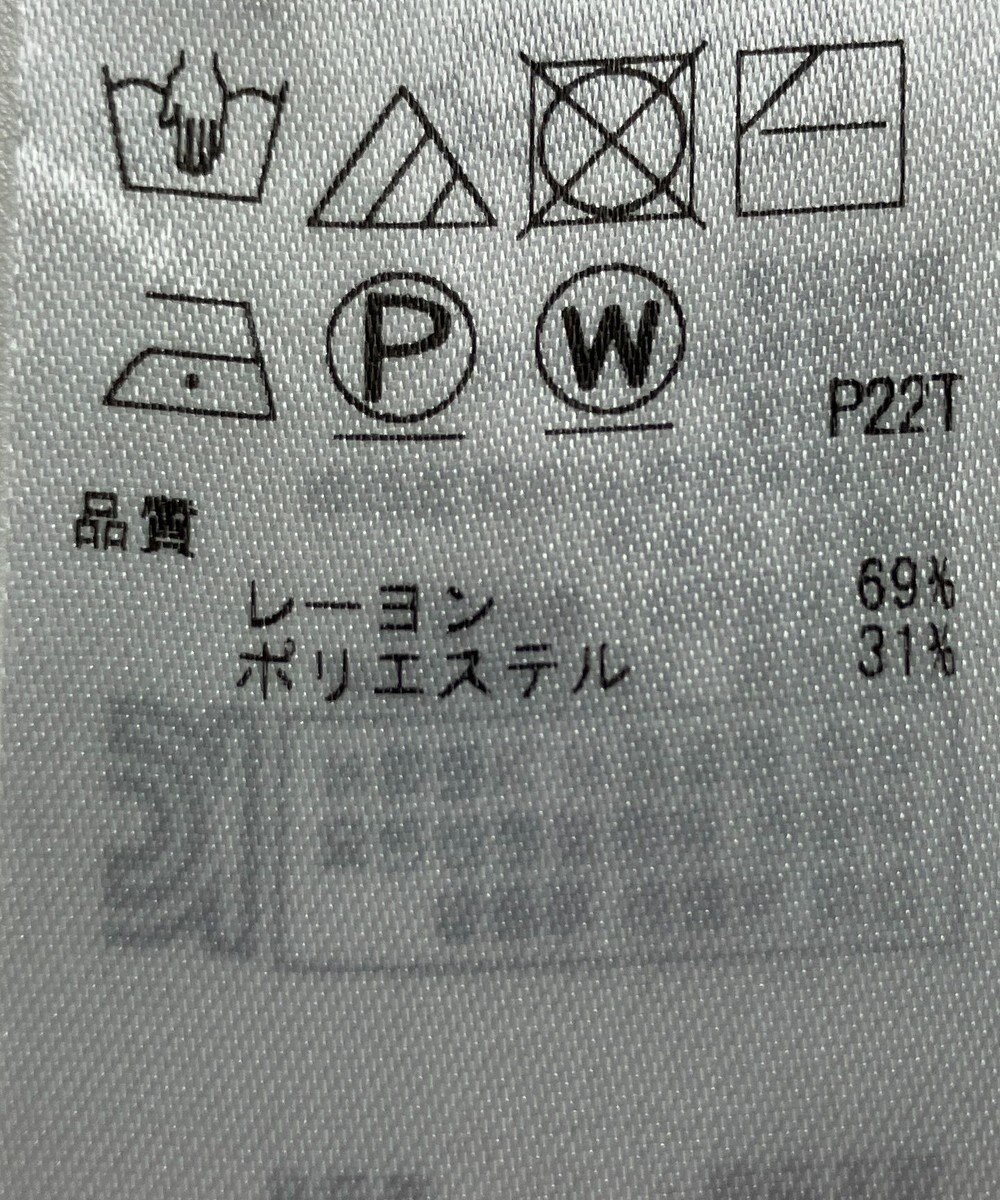 P W
P22T
品質
レーヨン 69%
ポリエステル 31%